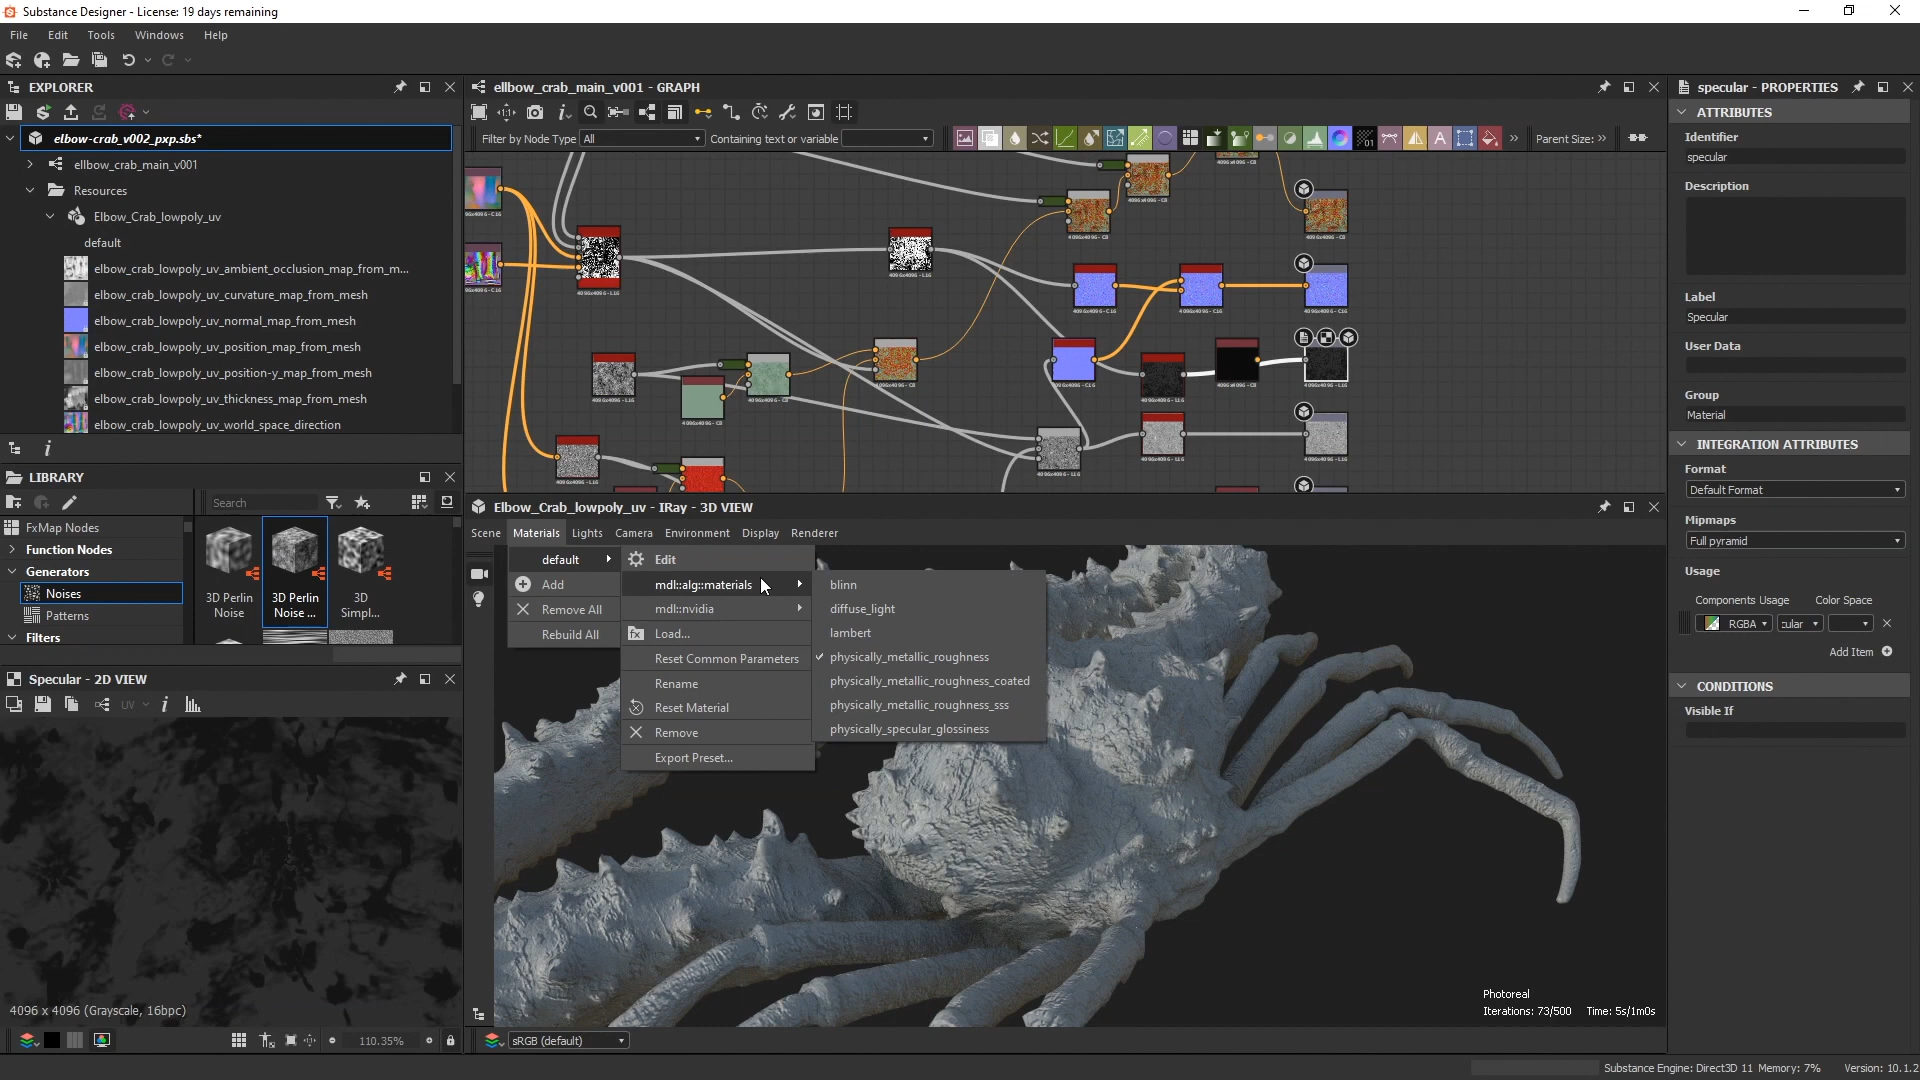 Substance Designer - License: 19 days remaining
File Edit Tools Windows Help
EXPLORER
elbow-crab_v002_pxp.sbs*
ellbow_crab_main_v001
Resources
Elbow_Crab_lowpoly_uv
default
elbow_crab_lowpoly_uv_ambient_occlusion_map_from_m...
elbow_crab_lowpoly_uv_curvature_map_from_mesh
elbow_crab_lowpoly_uv_normal_map_from_mesh
elbow_crab_lowpoly_uv_position_map_from_mesh
elbow_crab_lowpoly_uv_position-y_map_from_mesh
elbow_crab_lowpoly_uv_thickness_map_from_mesh
elbow_crab_lowpoly_uv_world_space_direction
LIBRARY
Search
FxMap Nodes
Function Nodes
Generators
Noises
Patterns
Filters
3D Perlin Noise
3D Perlin Noise ...
3D Simpl...
Specular - 2D VIEW
UV
4096 x 4096 (Grayscale, 16bpc)
110.35%
ellbow_crab_main_v001 - GRAPH
Filter by Node Type All Containing text or variable
Parent Size:
Elbow_Crab_lowpoly_uv - IRay - 3D VIEW
Scene Materials Lights Camera Environment Display Renderer
default
Add
Remove All
Rebuild All
Edit
mdl::alg::materials
mdl::nvidia
Load...
Reset Common Parameters
Rename
Reset Material
Remove
Export Preset...
blinn
diffuse_light
lambert
physically_metallic_roughness
physically_metallic_roughness_coated
physically_metallic_roughness_sss
physically_specular_glossiness
Photoreal
Iterations: 73/500 Time: 5s/1m0s
sRGB (default)
specular - PROPERTIES
ATTRIBUTES
Identifier
specular
Description
Label
Specular
User Data
Group
Material
INTEGRATION ATTRIBUTES
Format
Default Format
Mipmaps
Full pyramid
Usage
Components Usage Color Space
RGBA cular
Add Item
CONDITIONS
Visible If
Substance Engine: Direct3D 11 Memory: 7% Version: 10.1.2